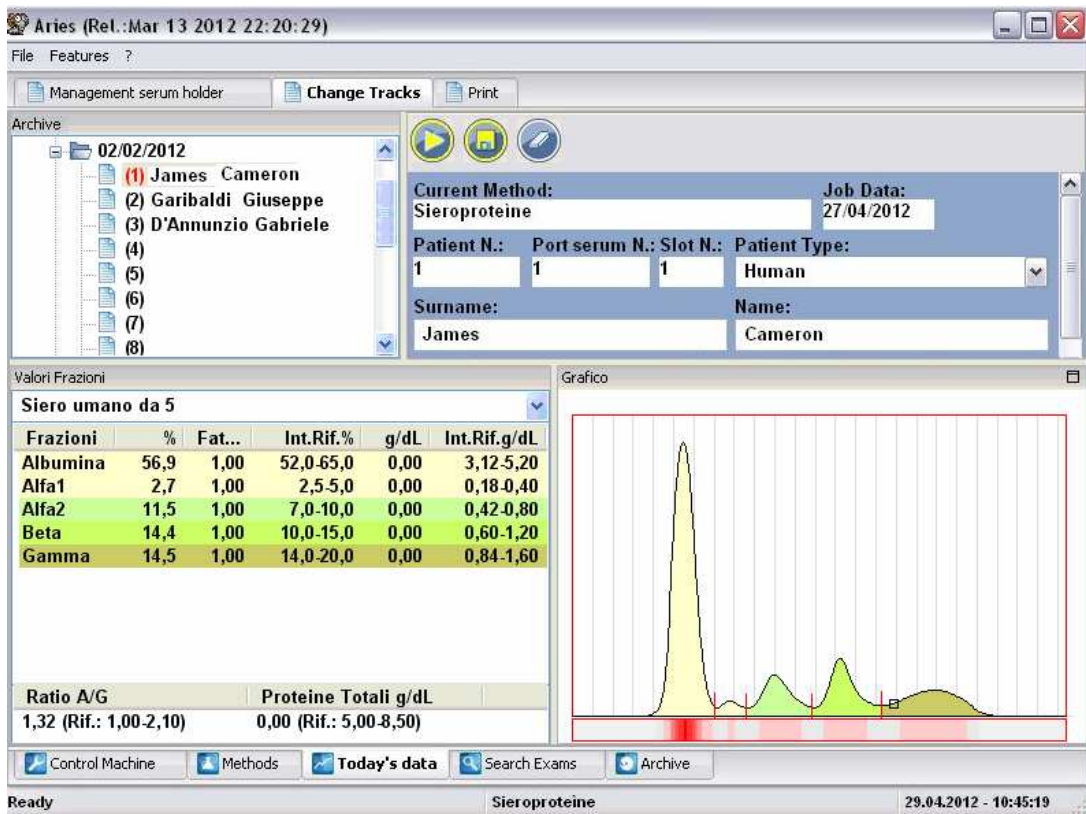 Aries (Rel.:Mar 13 2012 22:20:29)
File Features ?
Management serum holder Change Tracks Print
Archive
02/02/2012
(1) James Cameron
(2) Garibaldi Giuseppe
(3) D'Annunzio Gabriele
(4)
(5)
(6)
(7)
(8)
Current Method: Job Data:
Sieroproteine 27/04/2012
Patient N.: Port serum N.: Slot N.: Patient Type:
1 1 1 Human
Surname: Name:
James Cameron
Valori Frazioni
Siero umano da 5
Frazioni % Fat... Int.Rif.% g/dL Int.Rif.g/dL
Albumina 56,9 1,00 52,0-65,0 0,00 3,12-5,20
Alfa1 2,7 1,00 2,5-5,0 0,00 0,18-0,40
Alfa2 11,5 1,00 7,0-10,0 0,00 0,42-0,80
Beta 14,4 1,00 10,0-15,0 0,00 0,60-1,20
Gamma 14,5 1,00 14,0-20,0 0,00 0,84-1,60
Ratio A/G Proteine Totali g/dL
1,32 (Rif.: 1,00-2,10) 0,00 (Rif.: 5,00-8,50)
Grafico
Control Machine Methods Today's data Search Exams Archive
Ready Sieroproteine 29.04.2012 - 10:45:19